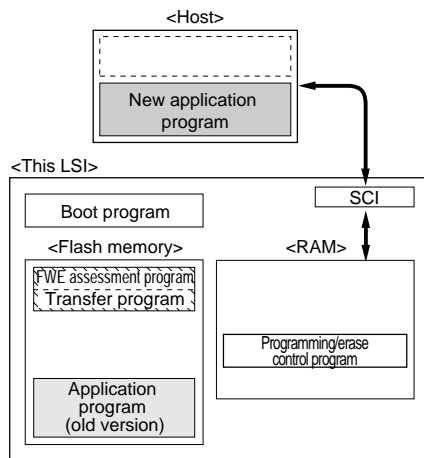 <Host>
New application
program
<This LSI>
SCI
Boot program
<Flash memory>
<RAM>
FWE assessment program
Transfer program
Programming/erase
control program
Application
program
(old version)